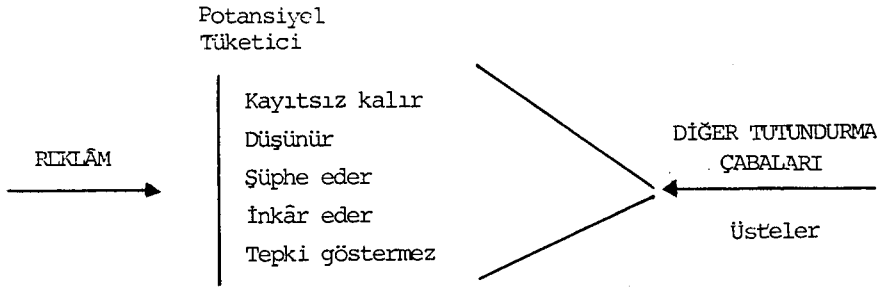 Potansiyel
Tüketici
Kayıtsız kalır
Düşünür
Şüphe eder
İnkâr eder
Tepki göstermez
REKLÂM
DİĞER TUTUNDURMA
ÇABALARI
Üsteler